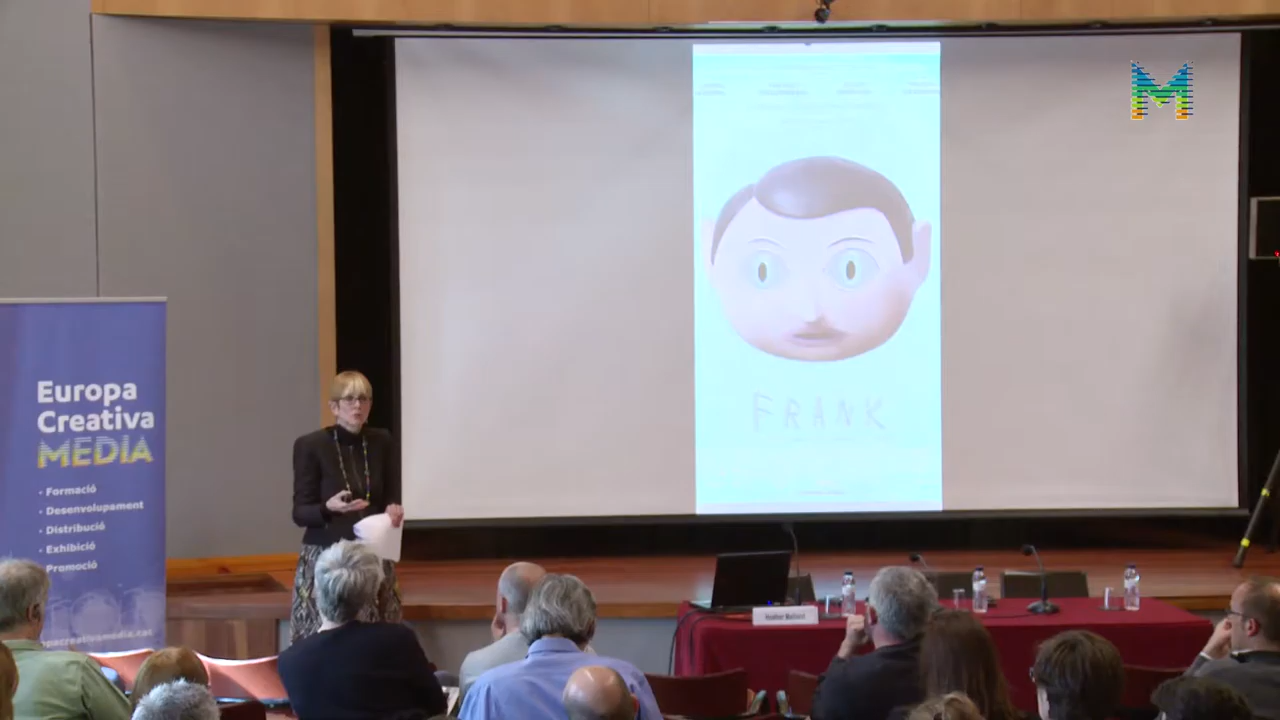 FRANK
Europa
Creativa
MEDIA
· Formació
· Desenvolupament
· Distribució
· Exhibició
· Promoció